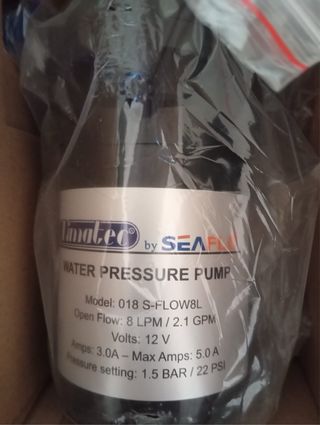 by SEAFLO
WATER PRESSURE PUMP
Model: 018 S-FLOW8L
Open Flow: 8 LPM / 2.1 GPM
Volts: 12 V
Amps: 3.0A – Max Amps: 5.0 A
Pressure setting: 1.5 BAR / 22 PSI